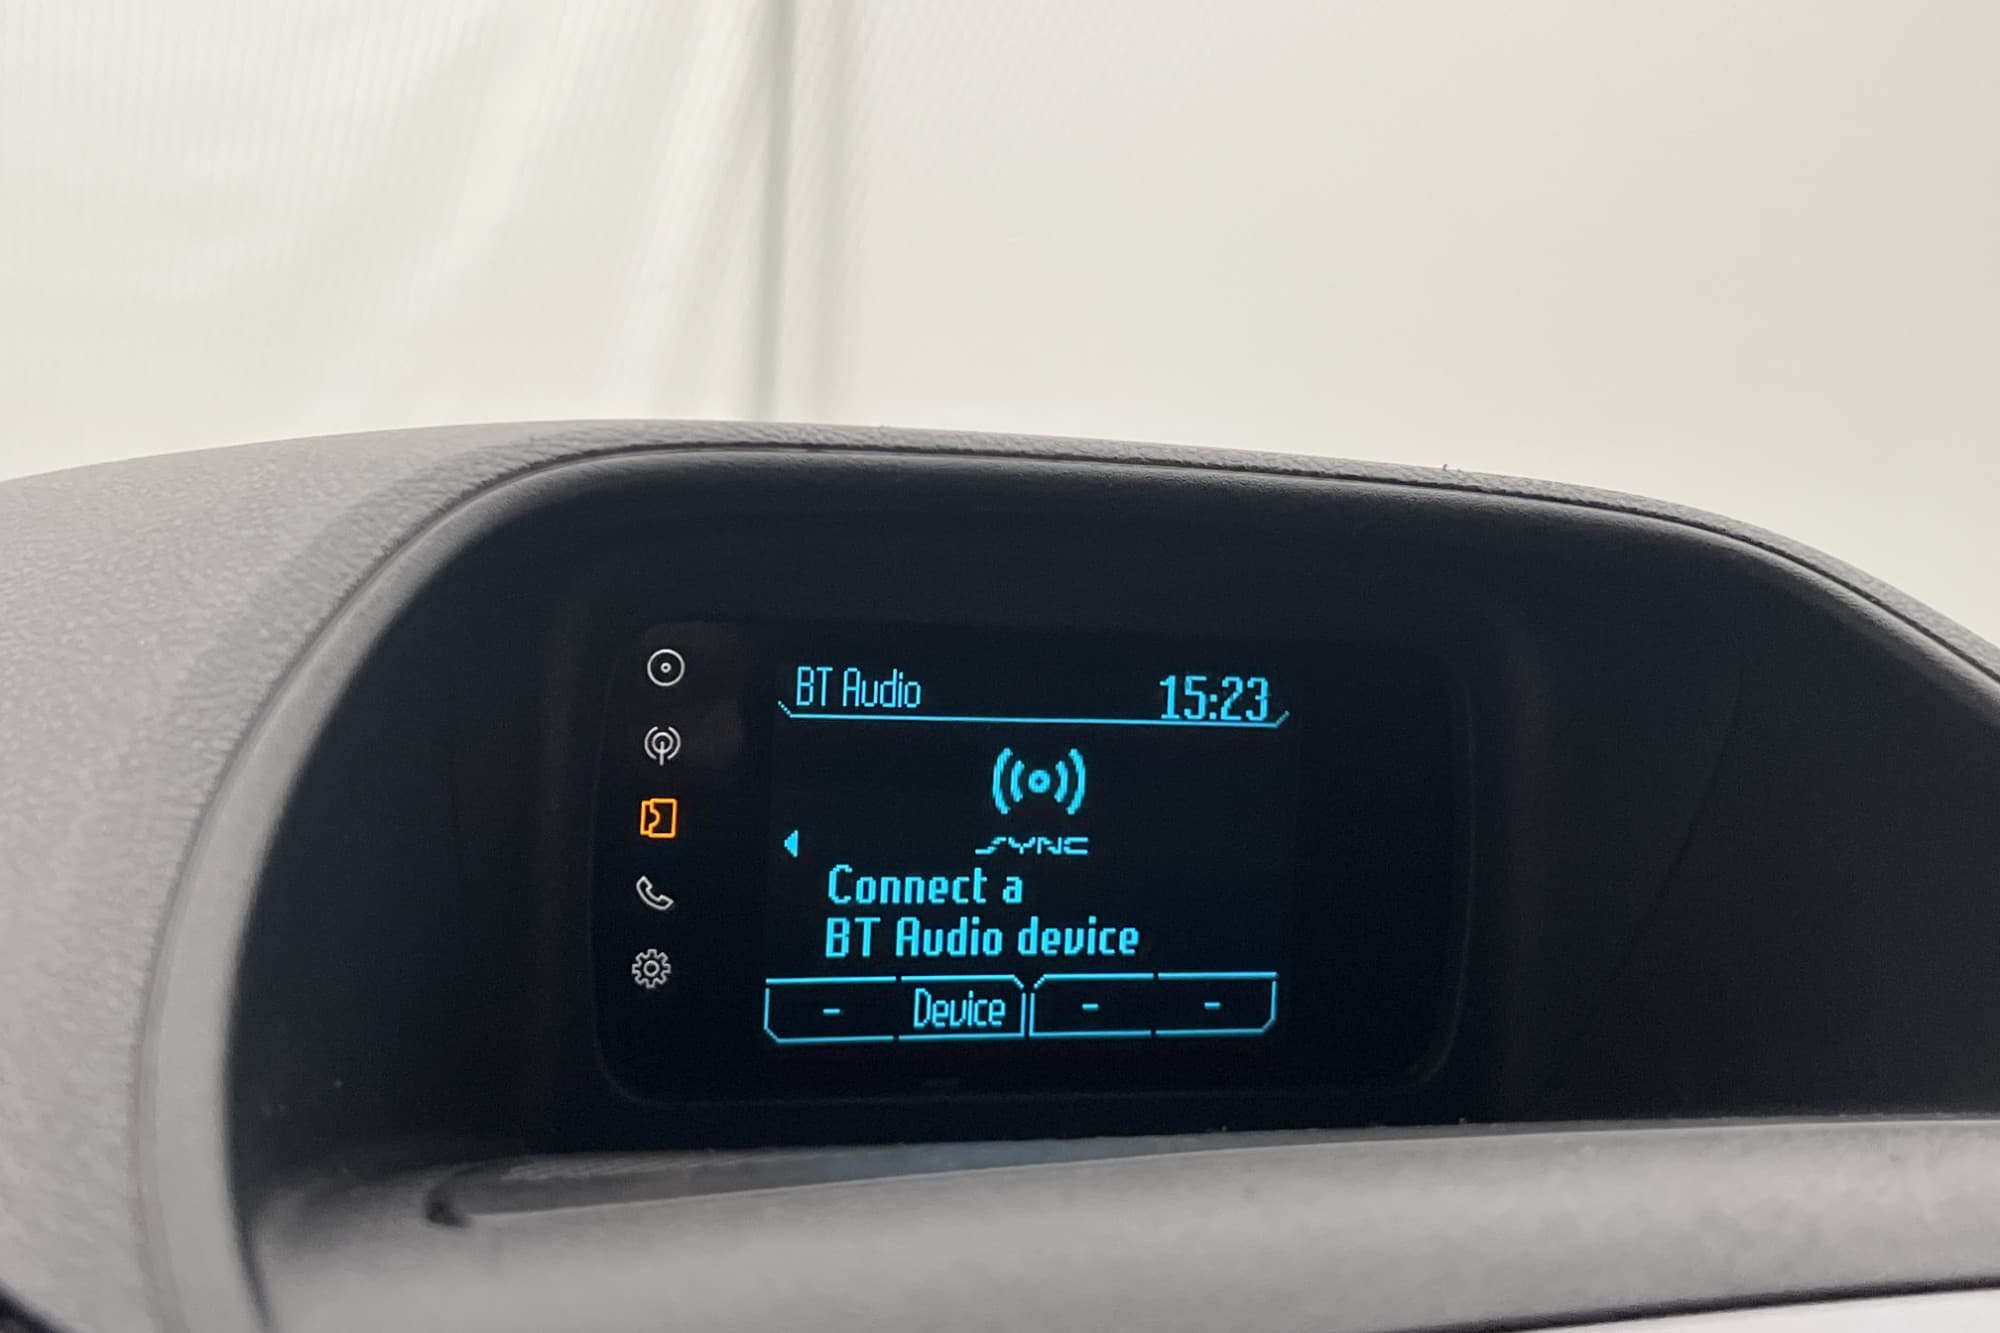 BT Audio 15:23
SYNC
Connect a
BT Audio device
- Device - -